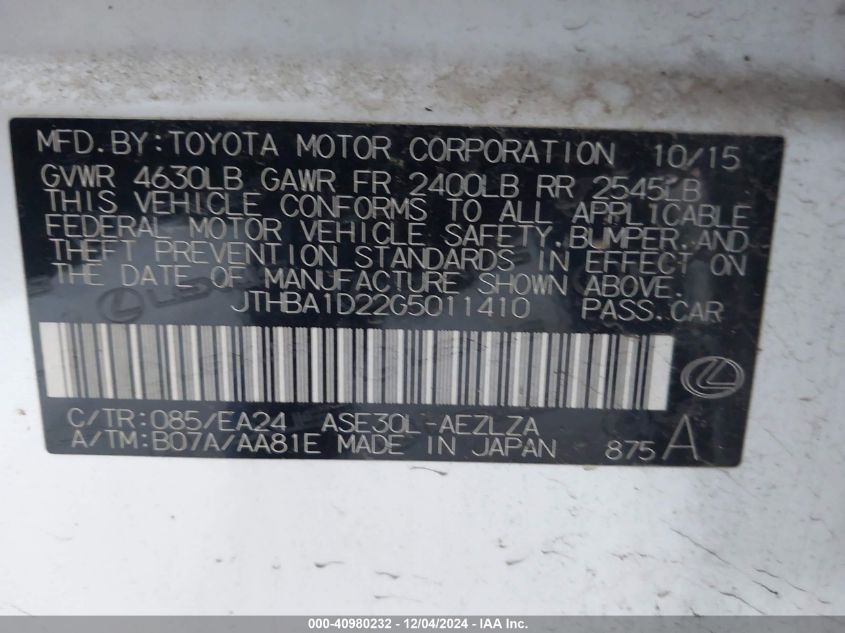 MFD.BY:TOYOTA MOTOR CORPORATION 10/15
GVWR 4630LB GAWR FR 2400LB RR 2545LB
THIS VEHICLE CONFORMS TO ALL APPLICABLE
FEDERAL MOTOR VEHICLE SAFETY,BUMPER,AND
THEFT PREVENTION STANDARDS IN EFFECT ON
THE DATE OF MANUFACTURE SHOWN ABOVE.
JTHBA1D22G5011410 PASS.CAR
C/TR:085/EA24 ASE30L-AEZLZA
A/TM:B07A/AA81E MADE IN JAPAN 875 A
000-40980232 - 12/04/2024 - IAA Inc.